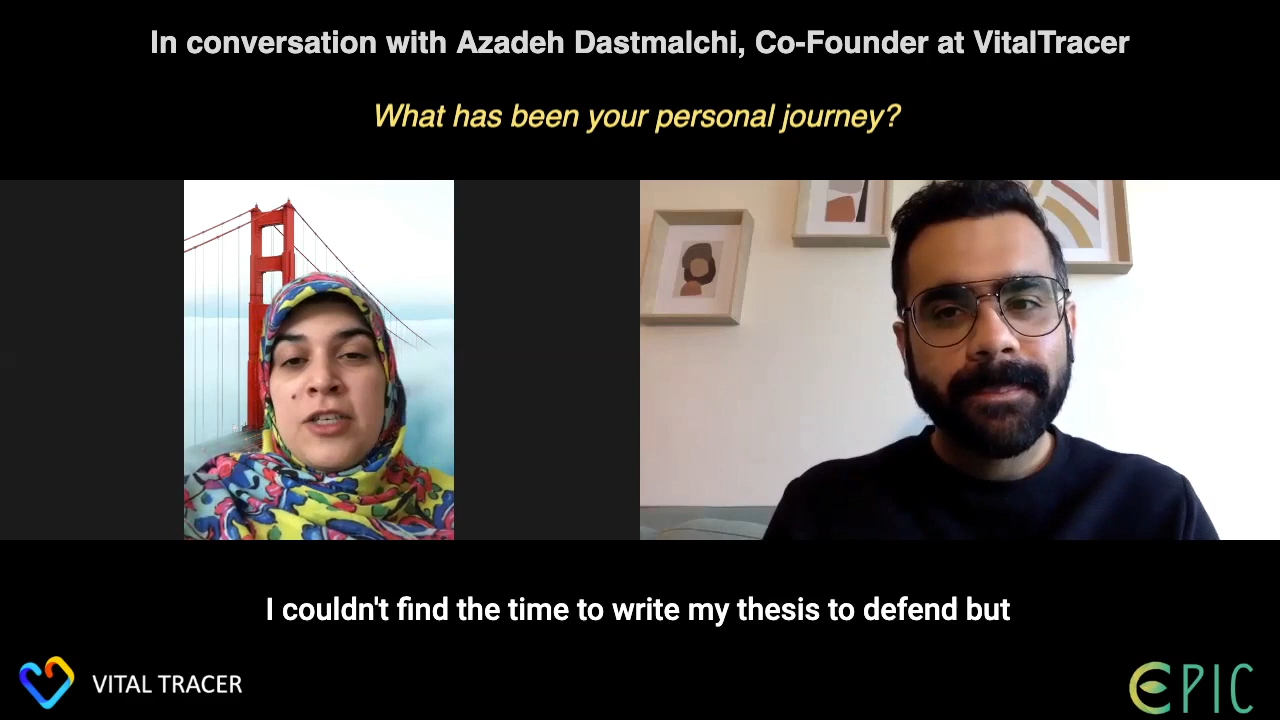 In conversation with Azadeh Dastmalchi, Co-Founder at VitalTracer
What has been your personal journey?
I couldn't find the time to write my thesis to defend but
VITAL TRACER
EPIC